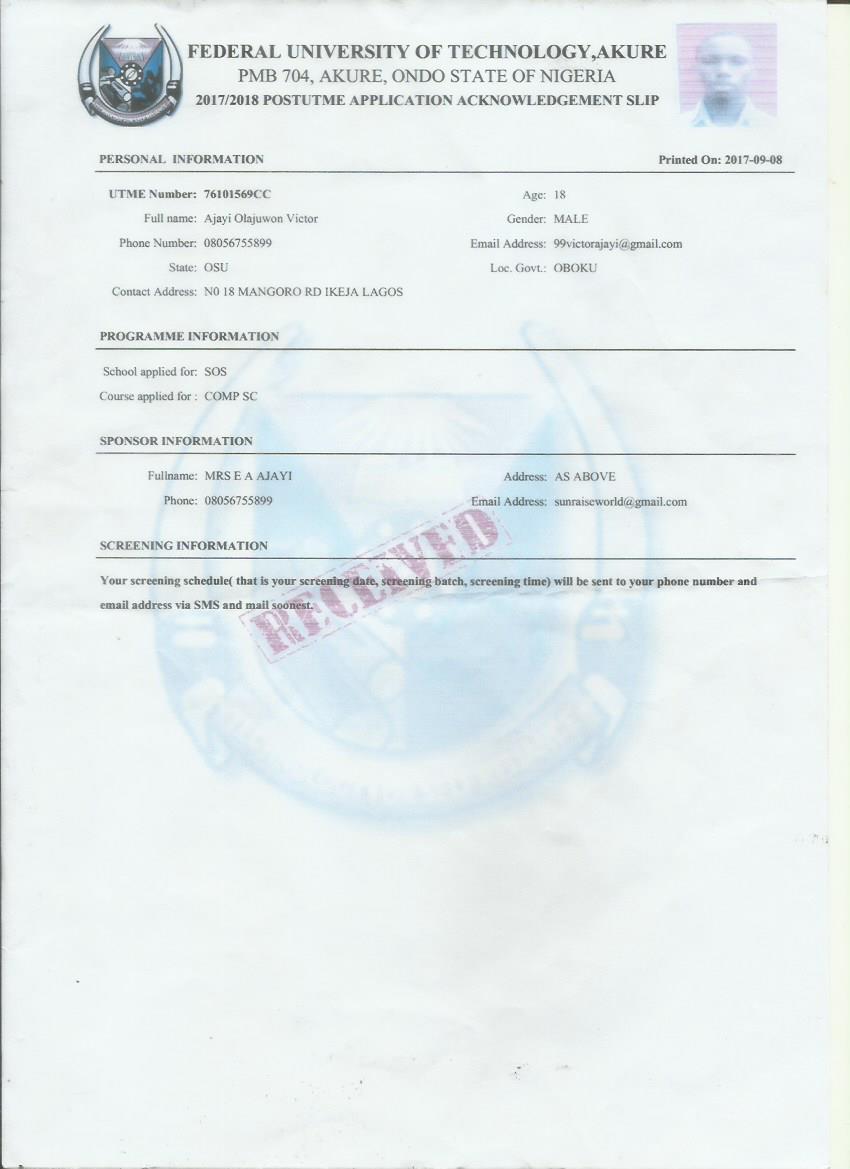 FEDERAL UNIVERSITY OF TECHNOLOGY,AKURE
PMB 704, AKURE, ONDO STATE OF NIGERIA
2017/2018 POSTUTME APPLICATION ACKNOWLEDGEMENT SLIP
PERSONAL INFORMATION Printed On: 2017-09-08
UTME Number: 76101569CC Age: 18
Full name: Ajayi Olajuwon Victor Gender: MALE
Phone Number: 08056755899 Email Address: 99victorajayi@gmail.com
State: OSU Loc. Govt.: OBOKU
Contact Address: N0 18 MANGORO RD IKEJA LAGOS
PROGRAMME INFORMATION
School applied for: SOS
Course applied for : COMP SC
SPONSOR INFORMATION
Fullname: MRS E A AJAYI Address: AS ABOVE
Phone: 08056755899 Email Address: sunraiseworld@gmail.com
SCREENING INFORMATION
Your screening schedule( that is your screening date, screening batch, screening time) will be sent to your phone number and
email address via SMS and mail soonest.
RECEIVED